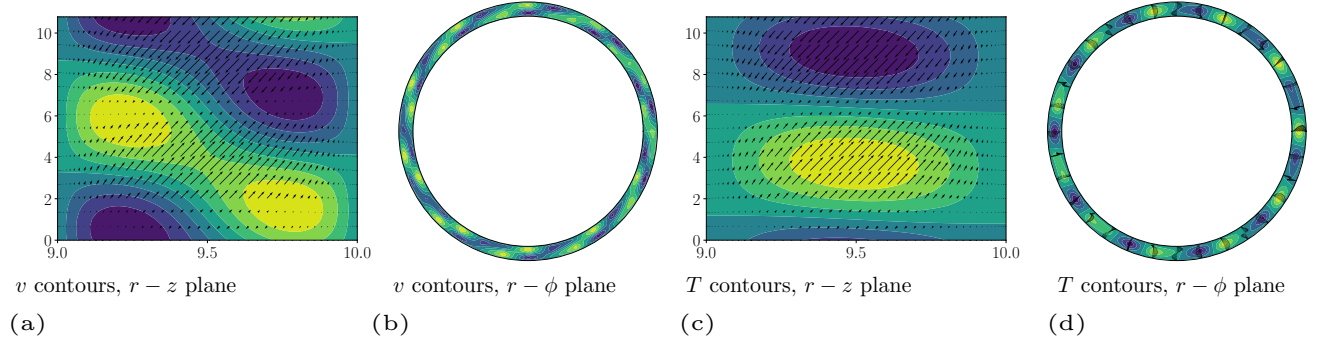 10
8
6
4
2
0
9.0 9.5 10.0
10
8
6
4
2
0
9.0 9.5 10.0
v contours, r − z plane
v contours, r − ϕ plane
T contours, r − z plane
T contours, r − ϕ plane
(a) (b) (c) (d)